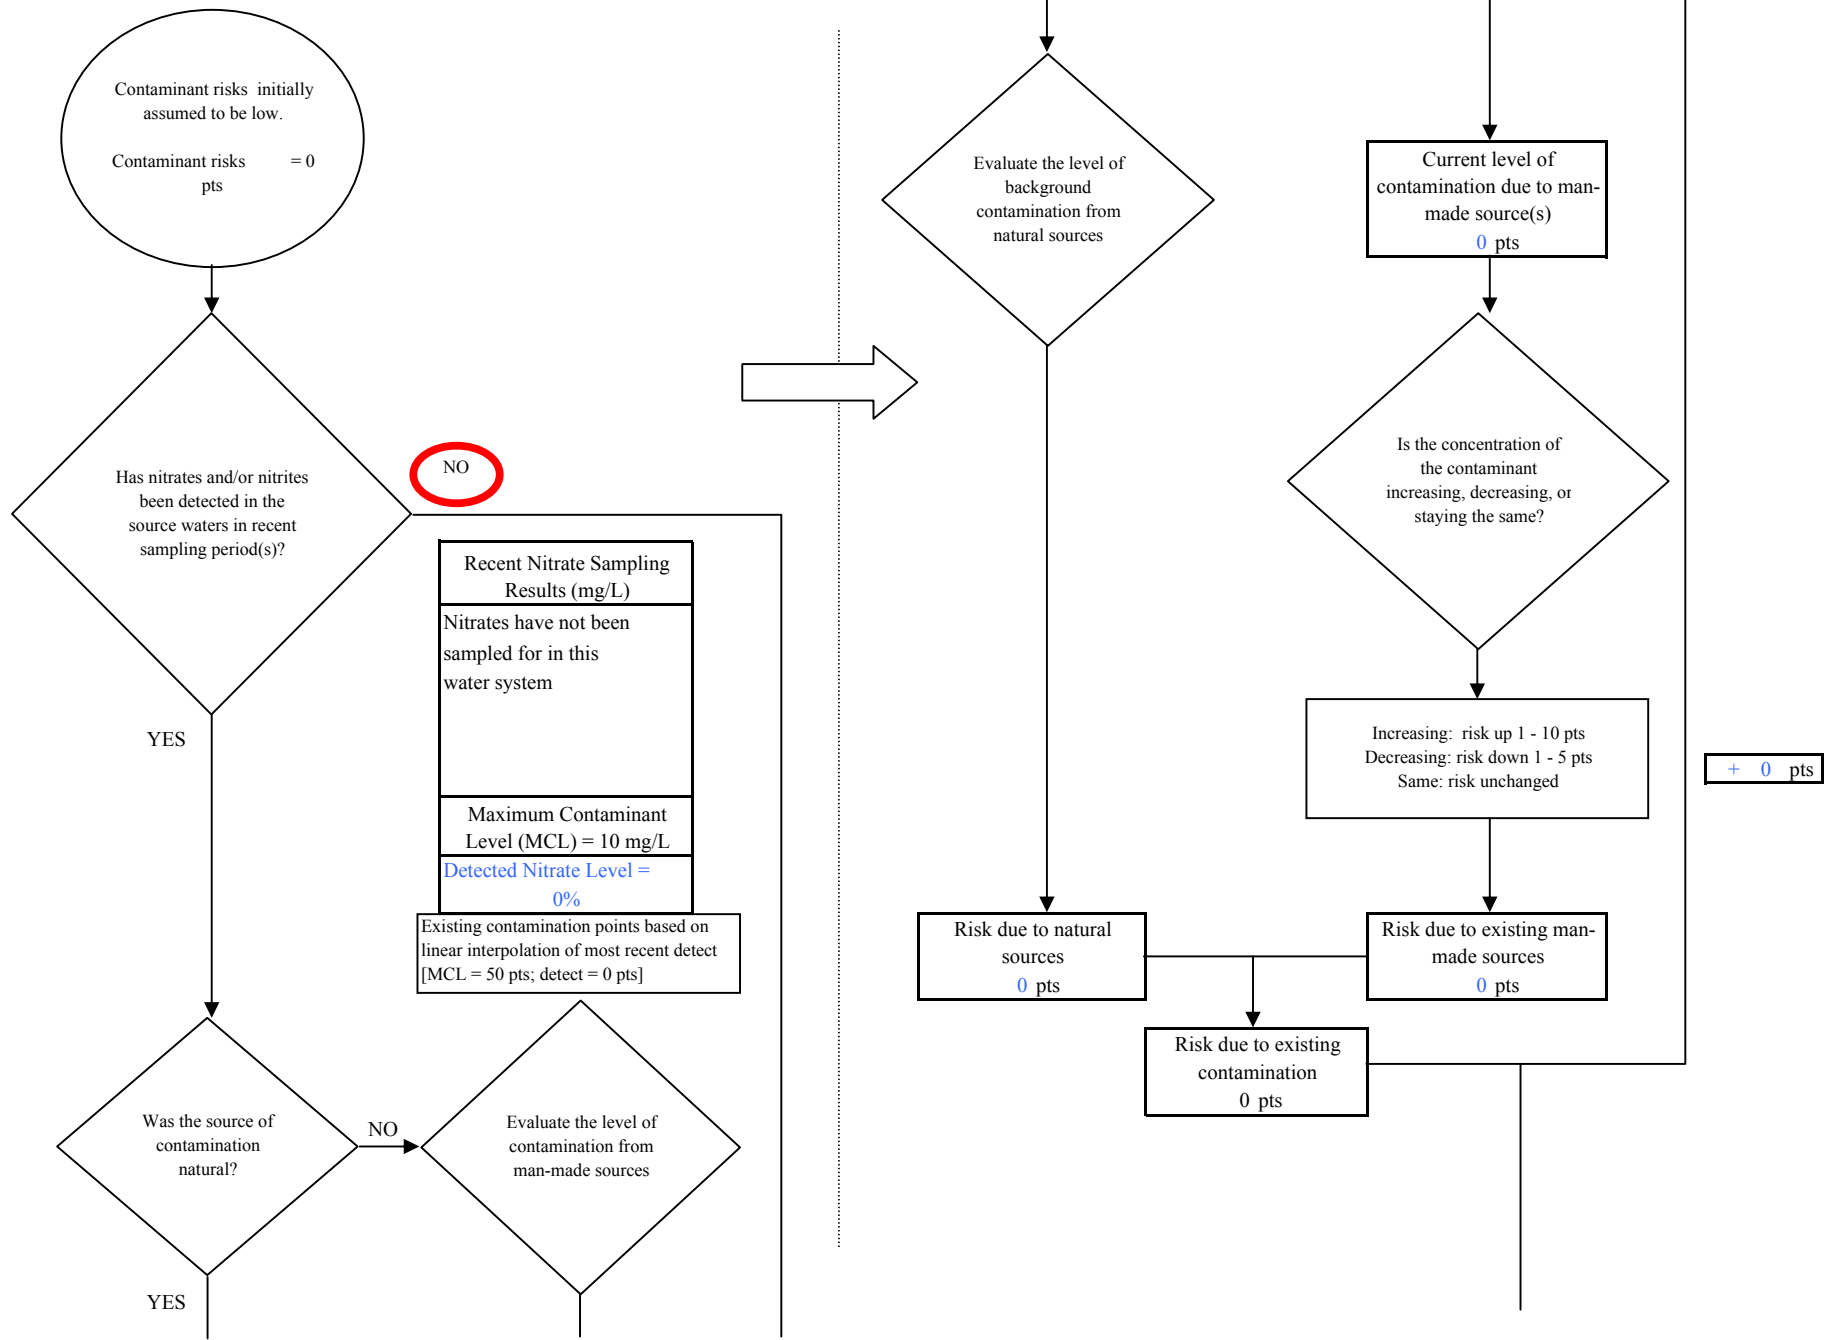 Contaminant risks initially
assumed to be low.
Contaminant risks = 0
pts
Has nitrates and/or nitrites
been detected in the
source waters in recent
sampling period(s)?
NO
YES
Recent Nitrate Sampling
Results (mg/L)
Nitrates have not been
sampled for in this
water system
Maximum Contaminant
Level (MCL) = 10 mg/L
Detected Nitrate Level =
0%
Existing contamination points based on
linear interpolation of most recent detect
[MCL = 50 pts; detect = 0 pts]
Was the source of
contamination
natural?
NO
YES
Evaluate the level of
contamination from
man-made sources
Evaluate the level of
background
contamination from
natural sources
Current level of
contamination due to man-
made source(s)
0 pts
Is the concentration of
the contaminant
increasing, decreasing, or
staying the same?
Increasing: risk up 1 - 10 pts
Decreasing: risk down 1 - 5 pts
Same: risk unchanged
+ 0 pts
Risk due to natural
sources
0 pts
Risk due to existing man-
made sources
0 pts
Risk due to existing
contamination
0 pts